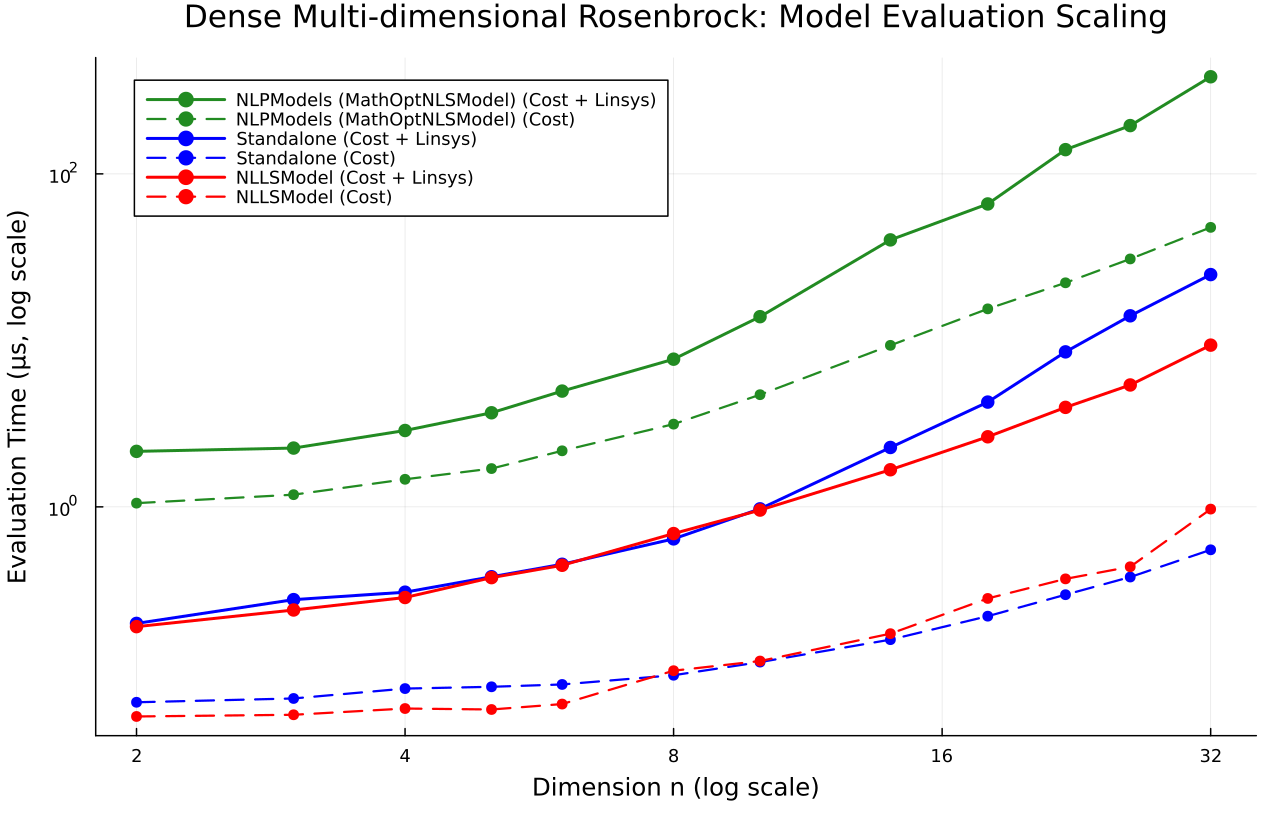 Dense Multi-dimensional Rosenbrock: Model Evaluation Scaling
NLPModels (MathOptNLSModel) (Cost + Linsys)
NLPModels (MathOptNLSModel) (Cost)
Standalone (Cost + Linsys)
Standalone (Cost)
NLLSModel (Cost + Linsys)
NLLSModel (Cost)
Evaluation Time (μs, log scale)
10²
10⁰
2 4 8 16 32
Dimension n (log scale)